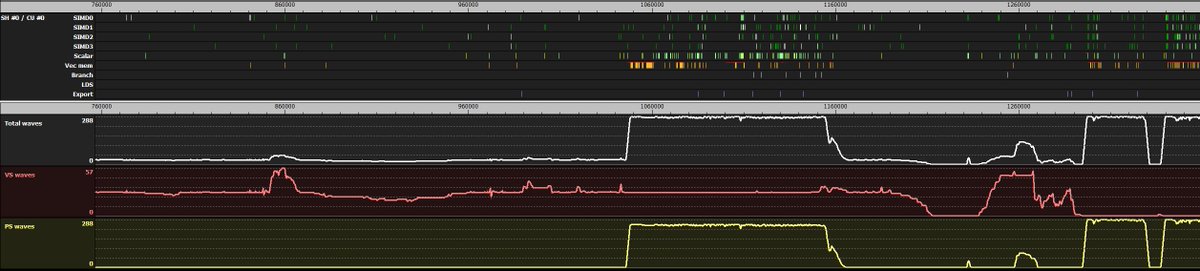 760000 860000 960000 1060000 1160000 1260000
SH #0 / CU #0 SIMD0
SIMD1
SIMD2
SIMD3
Scalar
Vec mem
Branch
LDS
Export
760000 860000 960000 1060000 1160000 1260000
Total waves 288
0
VS waves 57
0
PS waves 288
0